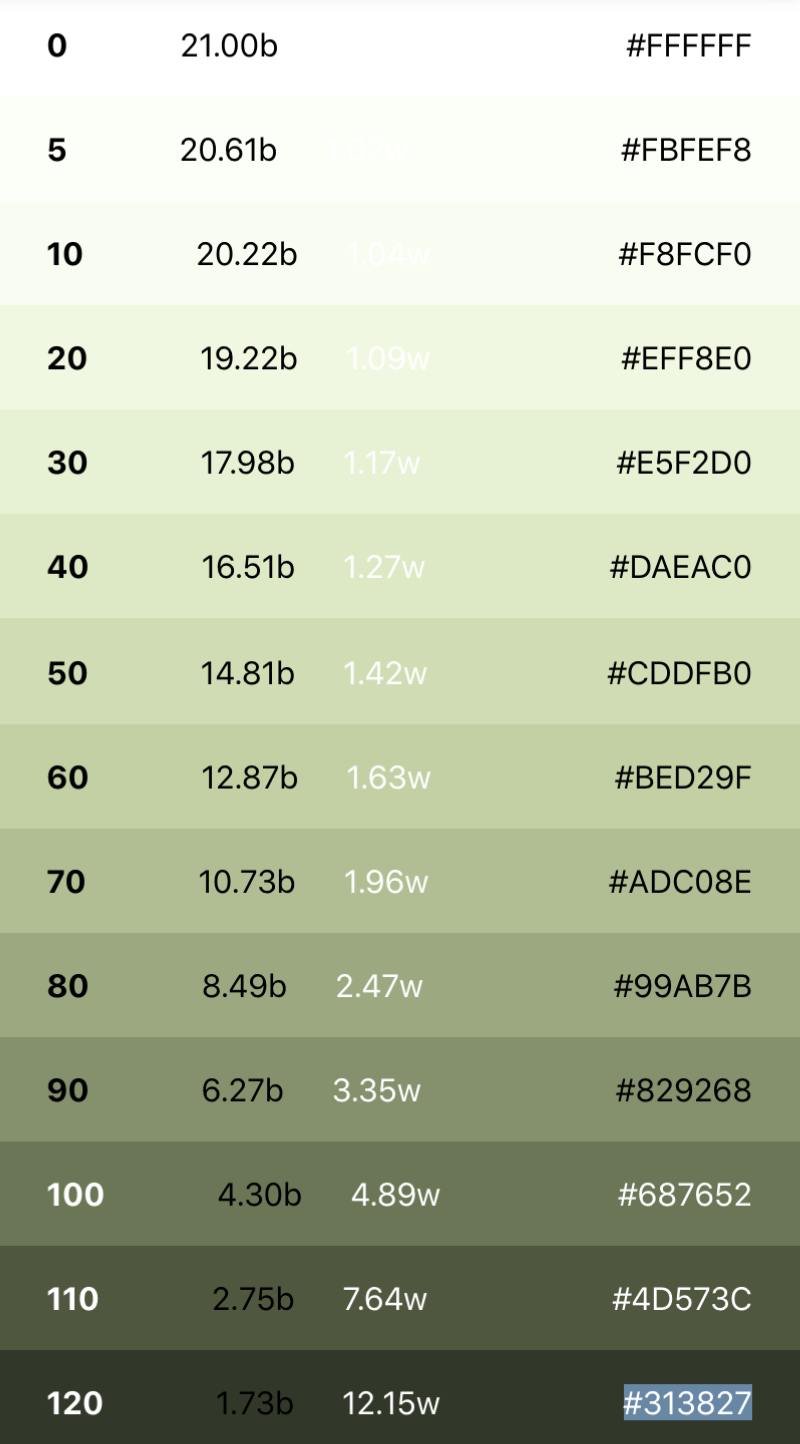 0 21.00b #FFFFFF
5 20.61b 1.02w #FBFEF8
10 20.22b 1.04w #F8FCF0
20 19.22b 1.09w #EFF8E0
30 17.98b 1.17w #E5F2D0
40 16.51b 1.27w #DAEAC0
50 14.81b 1.42w #CDDFB0
60 12.87b 1.63w #BED29F
70 10.73b 1.96w #ADC08E
80 8.49b 2.47w #99AB7B
90 6.27b 3.35w #829268
100 4.30b 4.89w #687652
110 2.75b 7.64w #4D573C
120 1.73b 12.15w #313827